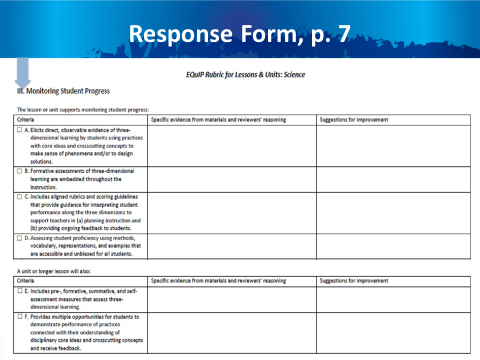 Response Form, p. 7
EQuIP Rubric for Lessons & Units: Science
III. Monitoring Student Progress
The lesson or unit supports monitoring student progress:
Criteria Specific evidence from materials and reviewers' reasoning Suggestions for improvement
A. Elicits direct, observable evidence of three-
dimensional learning by students using practices
with core ideas and crosscutting concepts to
make sense of phenomena and/or to design
solutions.
B. Formative assessments of three-dimensional
learning are embedded throughout the
instruction.
C. Includes aligned rubrics and scoring guidelines
that provide guidance for interpreting student
performance along the three dimensions to
support teachers in (a) planning instruction and
(b) providing ongoing feedback to students.
D. Assessing student proficiency using methods,
vocabulary, representations, and examples that
are accessible and unbiased for all students.
A unit or longer lesson will also:
Criteria Specific evidence from materials and reviewers' reasoning Suggestions for improvement
E. Includes pre-, formative, summative, and self-
assessment measures that assess three-
dimensional learning.
F. Provides multiple opportunities for students to
demonstrate performance of practices
connected with their understanding of
disciplinary core ideas and crosscutting concepts
and receive feedback.